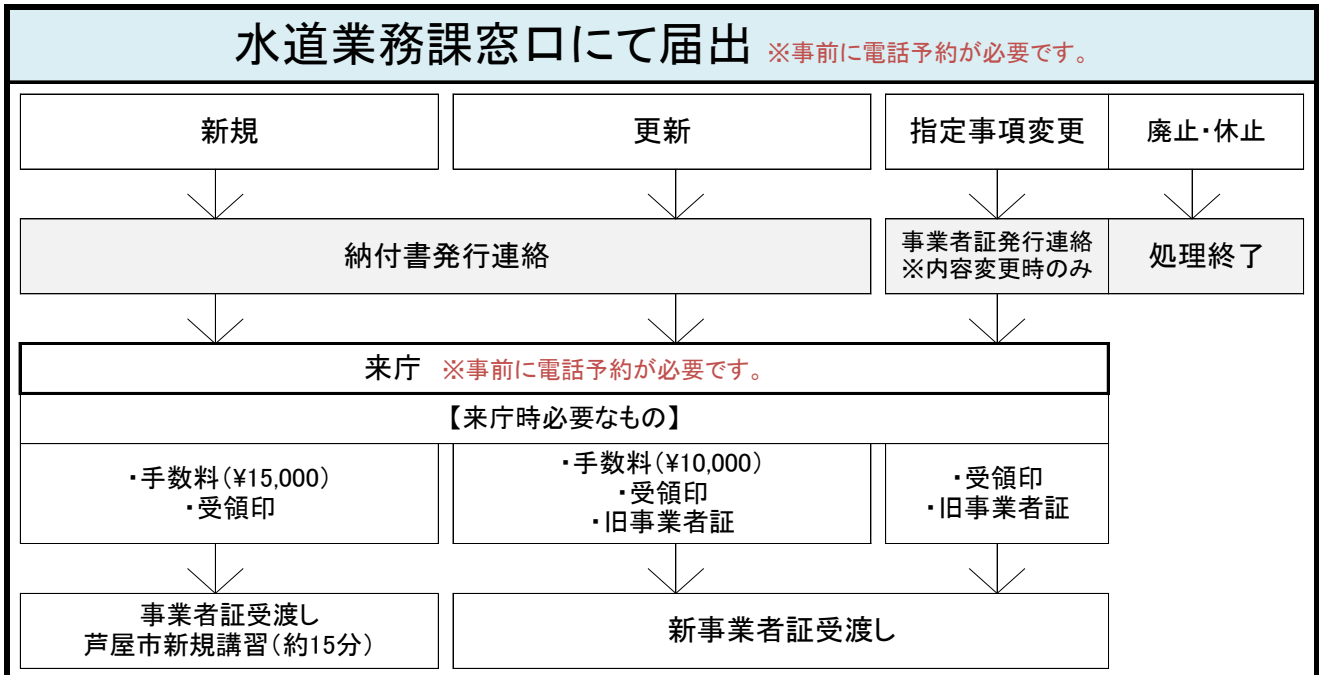 水道業務課窓口にて届出 ※事前に電話予約が必要です。
新規
更新
指定事項変更
廃止・休止
納付書発行連絡
事業者証発行連絡
※内容変更時のみ
処理終了
来庁 ※事前に電話予約が必要です。
【来庁時必要なもの】
・手数料(¥15,000)
・受領印
・手数料(¥10,000)
・受領印
・旧事業者証
・受領印
・旧事業者証
事業者証受渡し
芦屋市新規講習(約15分)
新事業者証受渡し